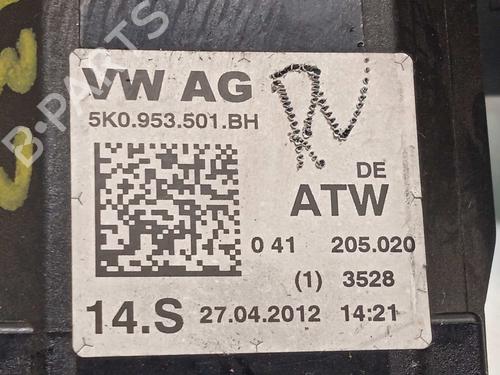 VW AG
5K0.953.501.BH
DE
ATW
0 41 205.020
(1) 3528
14.S 27.04.2012 14:21
B-PARTS